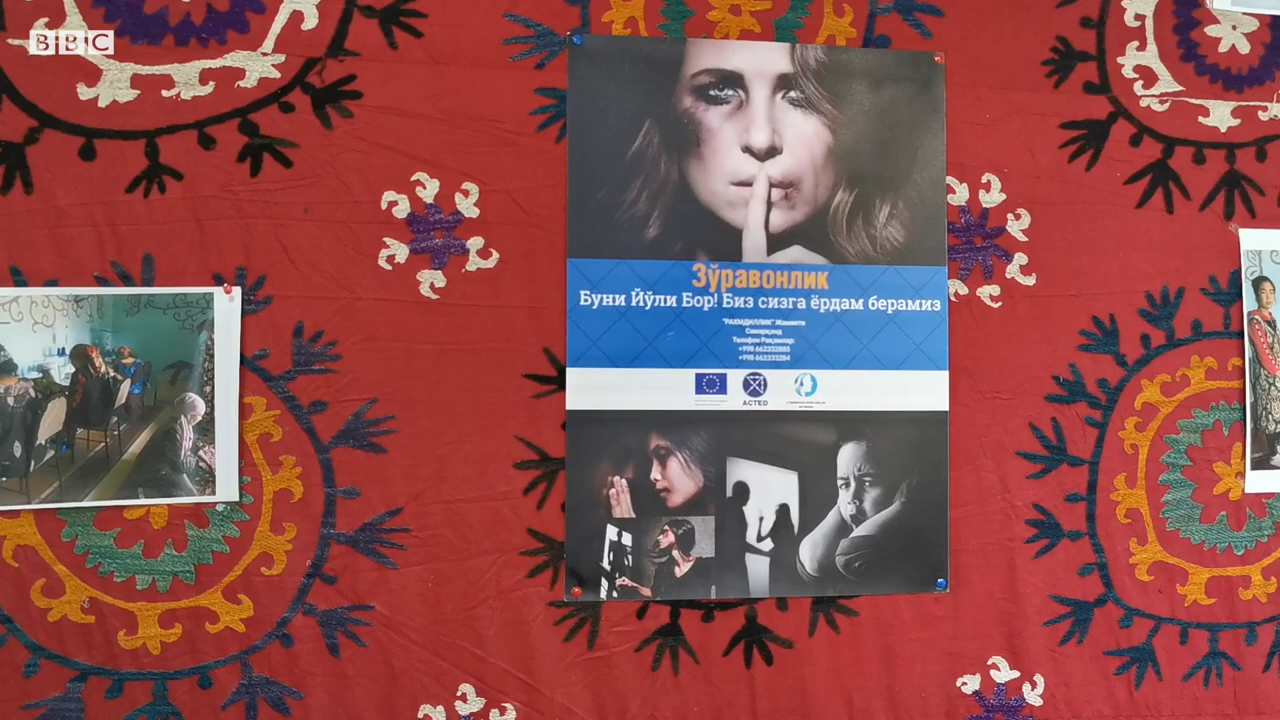 BBC
Зўравонлик
Буни Йўли Бор! Биз сизга ёрдам берамиз
"РАХМДИЛЛИК" Жамияти
Самарқанд
Телефон Рақамлар:
+998 662332885
+998 662333284
ACTED